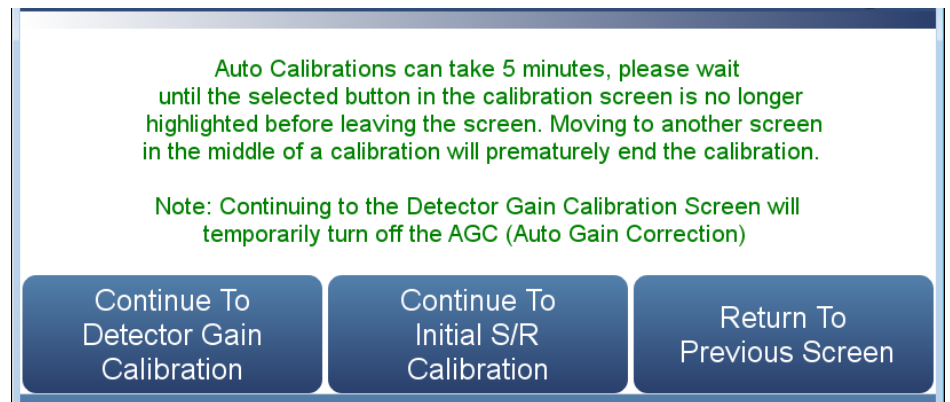 Auto Calibrations can take 5 minutes, please wait
until the selected button in the calibration screen is no longer
highlighted before leaving the screen. Moving to another screen
in the middle of a calibration will prematurely end the calibration.
Note: Continuing to the Detector Gain Calibration Screen will
temporarily turn off the AGC (Auto Gain Correction)
Continue To
Detector Gain
Calibration
Continue To
Initial S/R
Calibration
Return To
Previous Screen